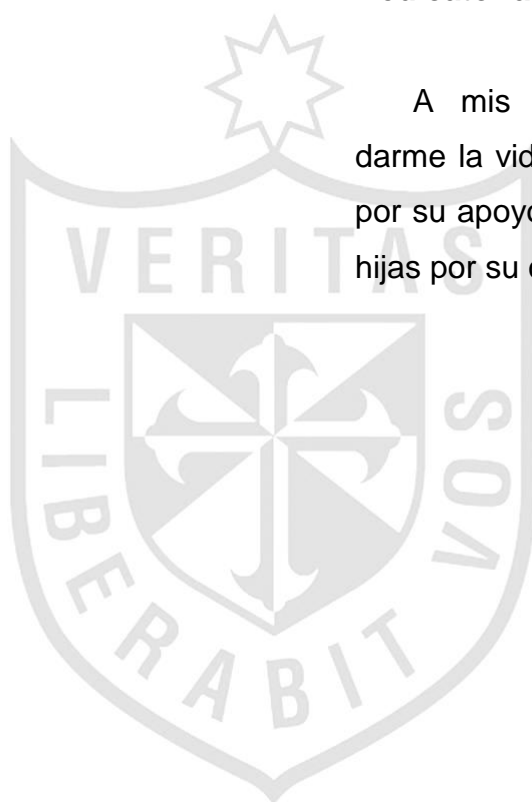 A mis
darme la vid
por su apoyo
hijas por su
VERITAS
LIBERABIT VOS